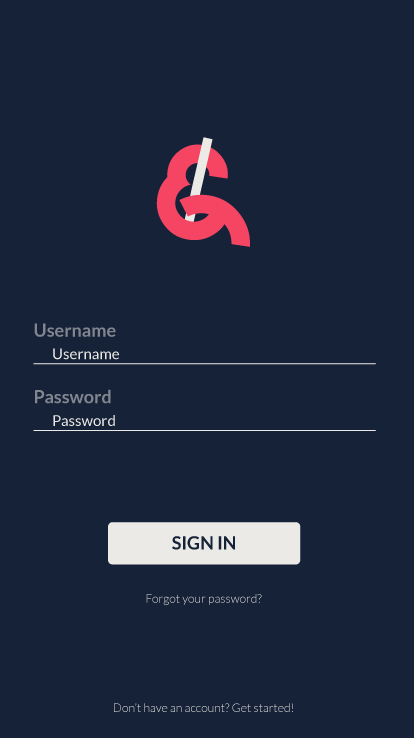 Username
Username
Password
Password
SIGN IN
Forgot your password?
Don't have an account? Get started!